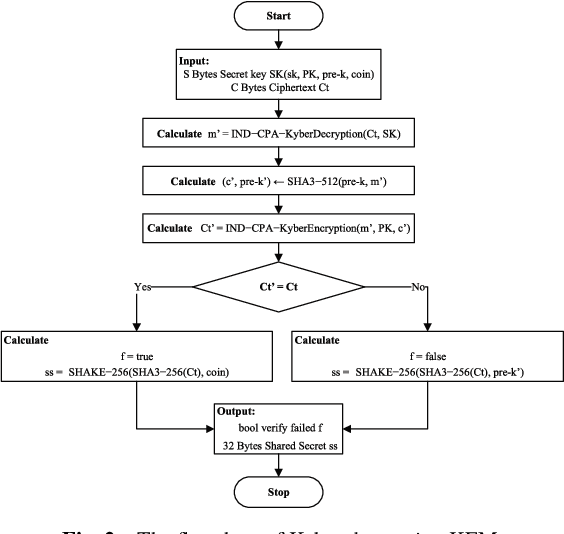 Start
Input:
S Bytes Secret key SK(sk, PK, pre-k, coin)
C Bytes Ciphertext Ct
Calculate m’ = IND−CPA−KyberDecryption(Ct, SK)
Calculate (c’, pre-k’) ← SHA3−512(pre-k, m’)
Calculate Ct’ = IND−CPA−KyberEncryption(m’, PK, c’)
Ct’ = Ct
Yes
No
Calculate
f = true
ss = SHAKE−256(SHA3−256(Ct), coin)
Calculate
f = false
ss = SHAKE−256(SHA3−256(Ct), pre-k’)
Output:
bool verify failed f
32 Bytes Shared Secret ss
Stop